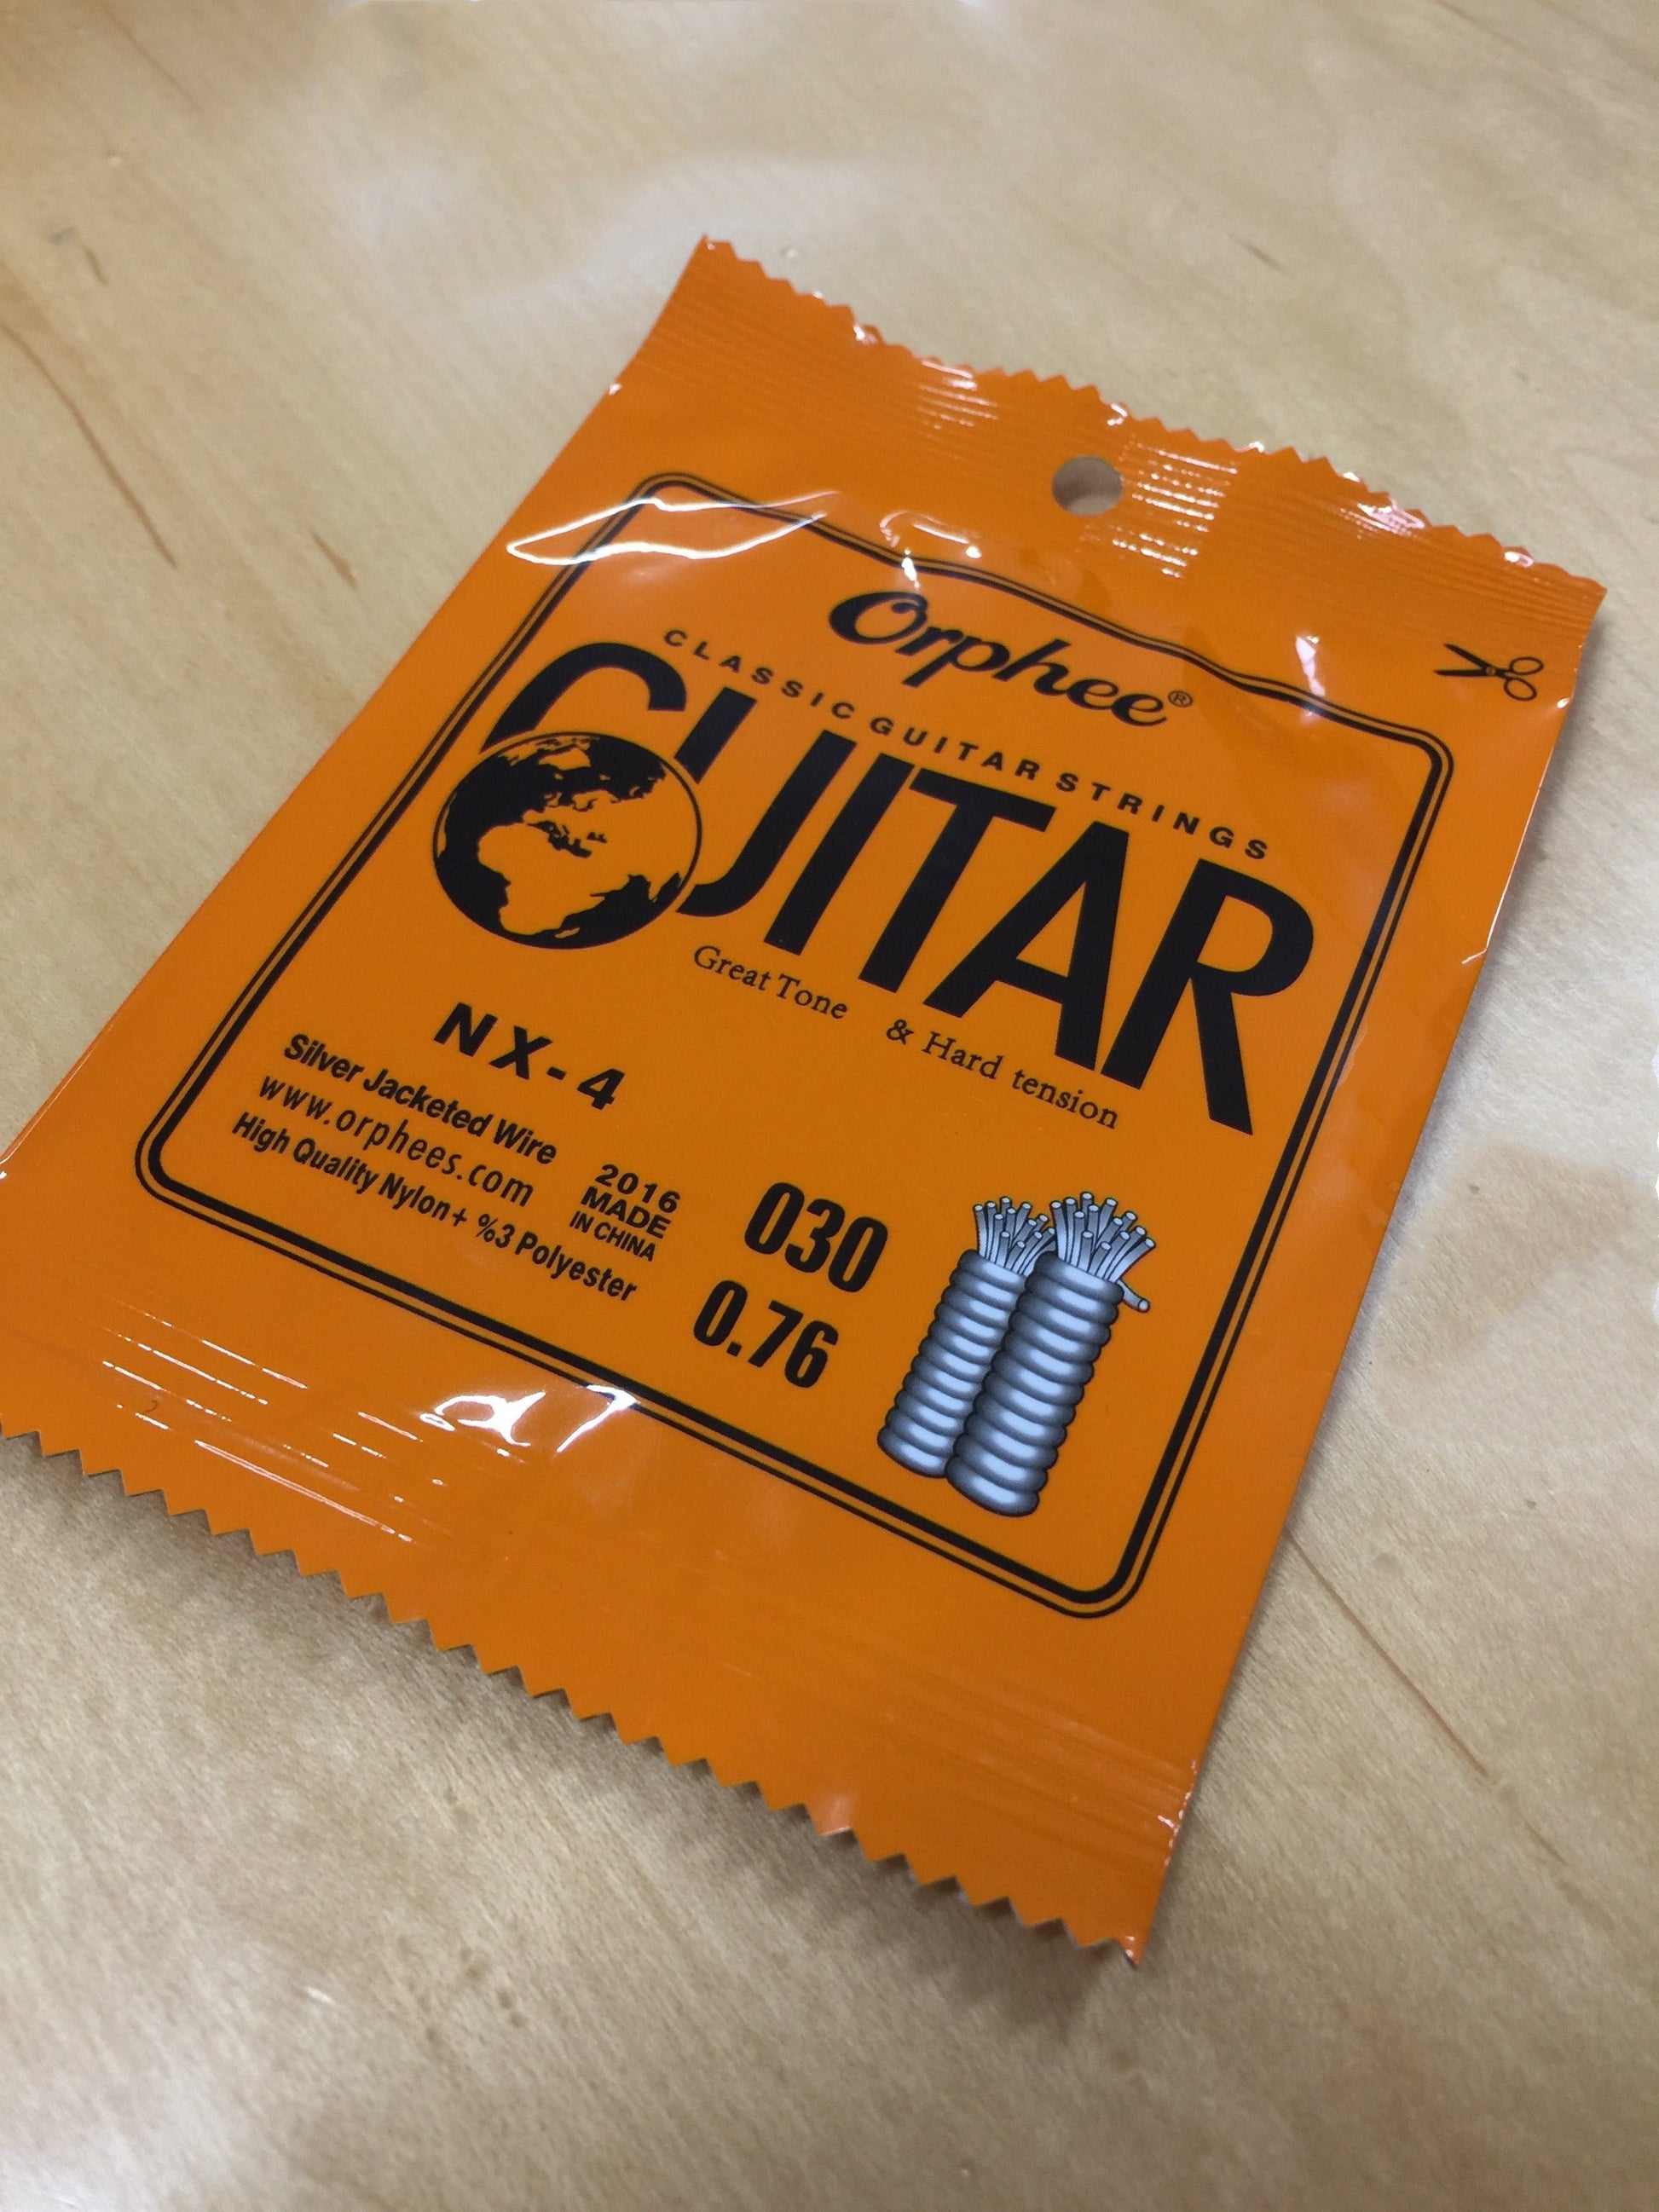 Orphee®
CLASSIC GUITAR STRINGS
GUITAR
Great Tone & Hard tension
NX-4
Silver Jacketed Wire
www.orphees.com
High Quality Nylon+ %3 Polyester
2016
MADE
IN CHINA
030
0.76